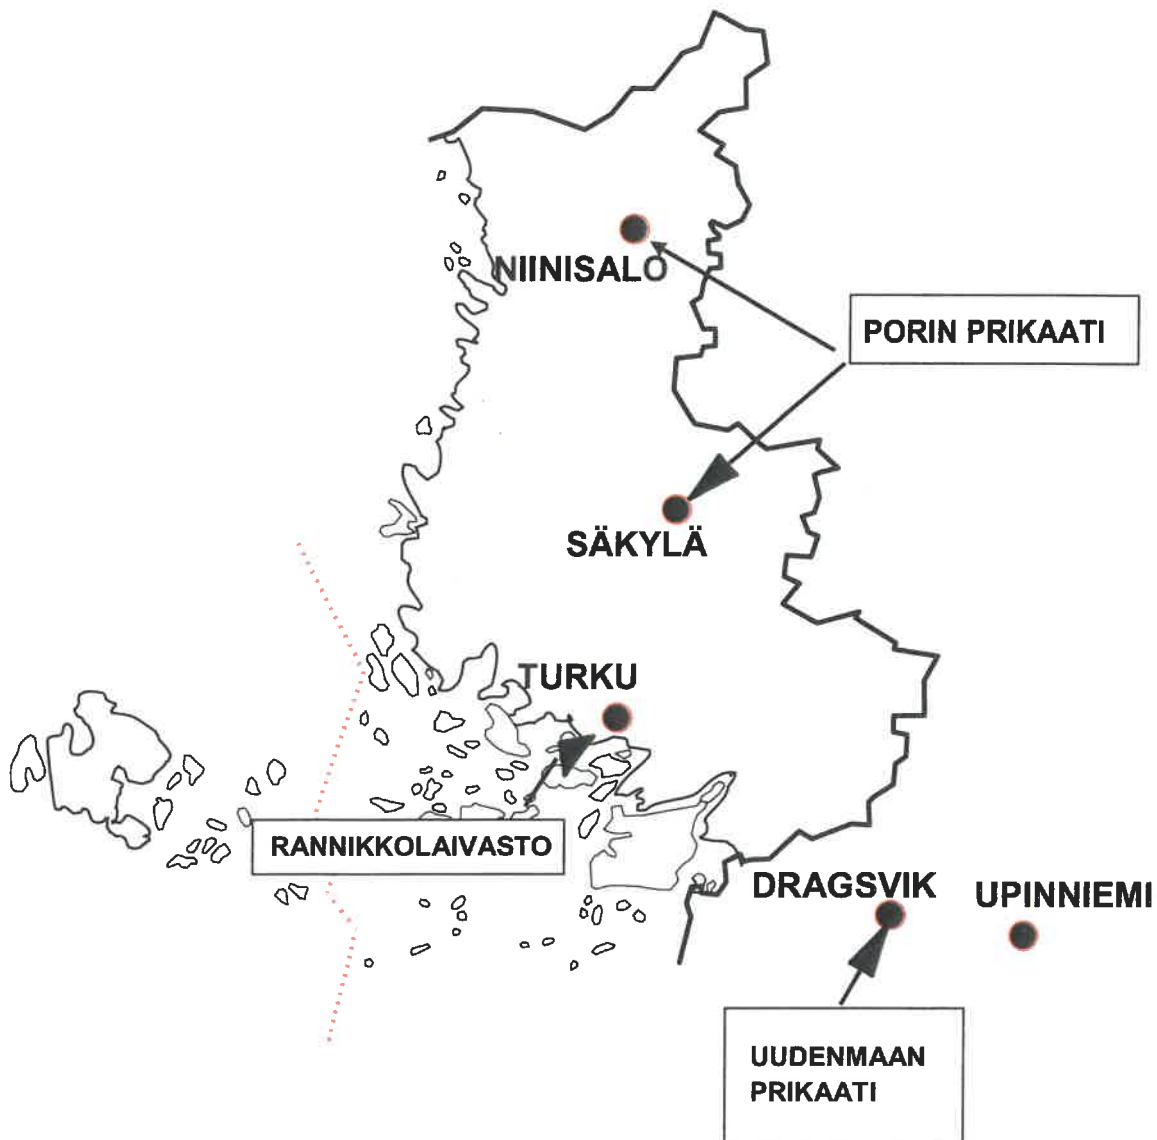 NIINISALO
PORIN PRIKAATI
SÄKYLÄ
TURKU
RANNIKKOLAIVASTO
DRAGSVIK
UPINNIEMI
UUDENMAAN
PRIKAATI